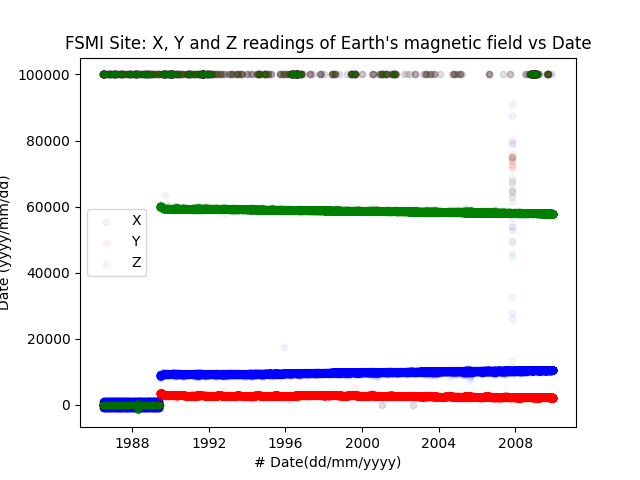 FSMI Site: X, Y and Z readings of Earth's magnetic field vs Date
100000
80000
60000
40000
20000
0
Date (yyyy/mm/dd)
X
Y
Z
1988 1992 1996 2000 2004 2008
# Date(dd/mm/yyyy)